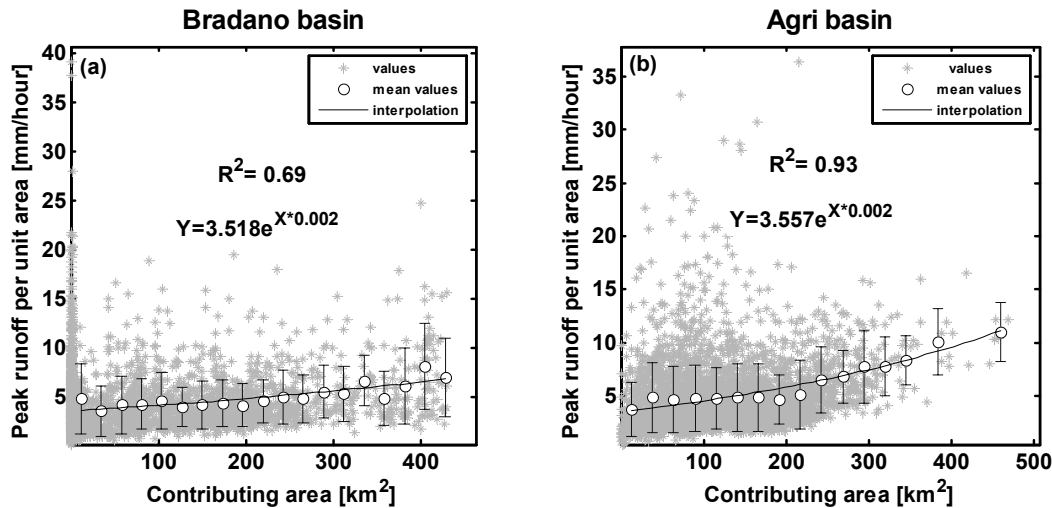 Bradano basin
Peak runoff per unit area [mm/hour]
40
35
30
25
20
15
10
5
(a)
values
mean values
interpolation
R²= 0.69
Y=3.518e^X*0.002
100
200
300
400
Contributing area [km²]
Agri basin
Peak runoff per unit area [mm/hour]
35
30
25
20
15
10
5
(b)
values
mean values
interpolation
R²= 0.93
Y=3.557e^X*0.002
100
200
300
400
500
Contributing area [km²]